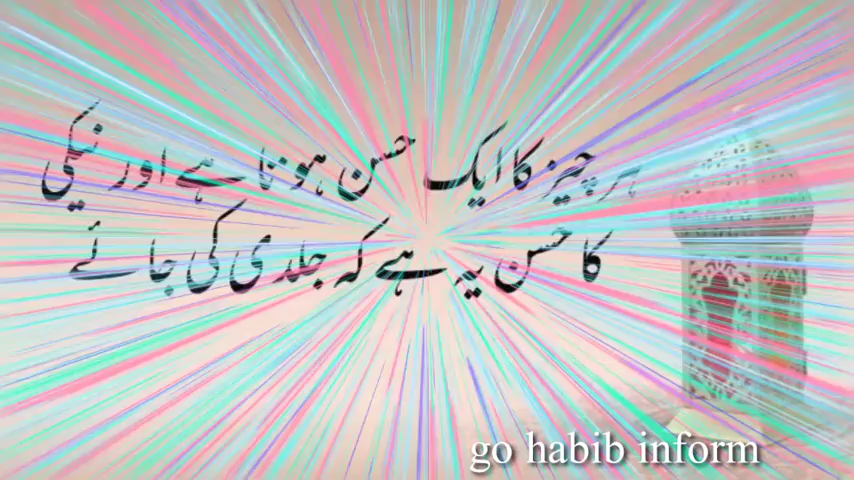 ہر چیز کا ایک حسن ہوتا ہے اور نیکی
کا حسن یہ ہے کہ جلدی کی جائے
go habib inform